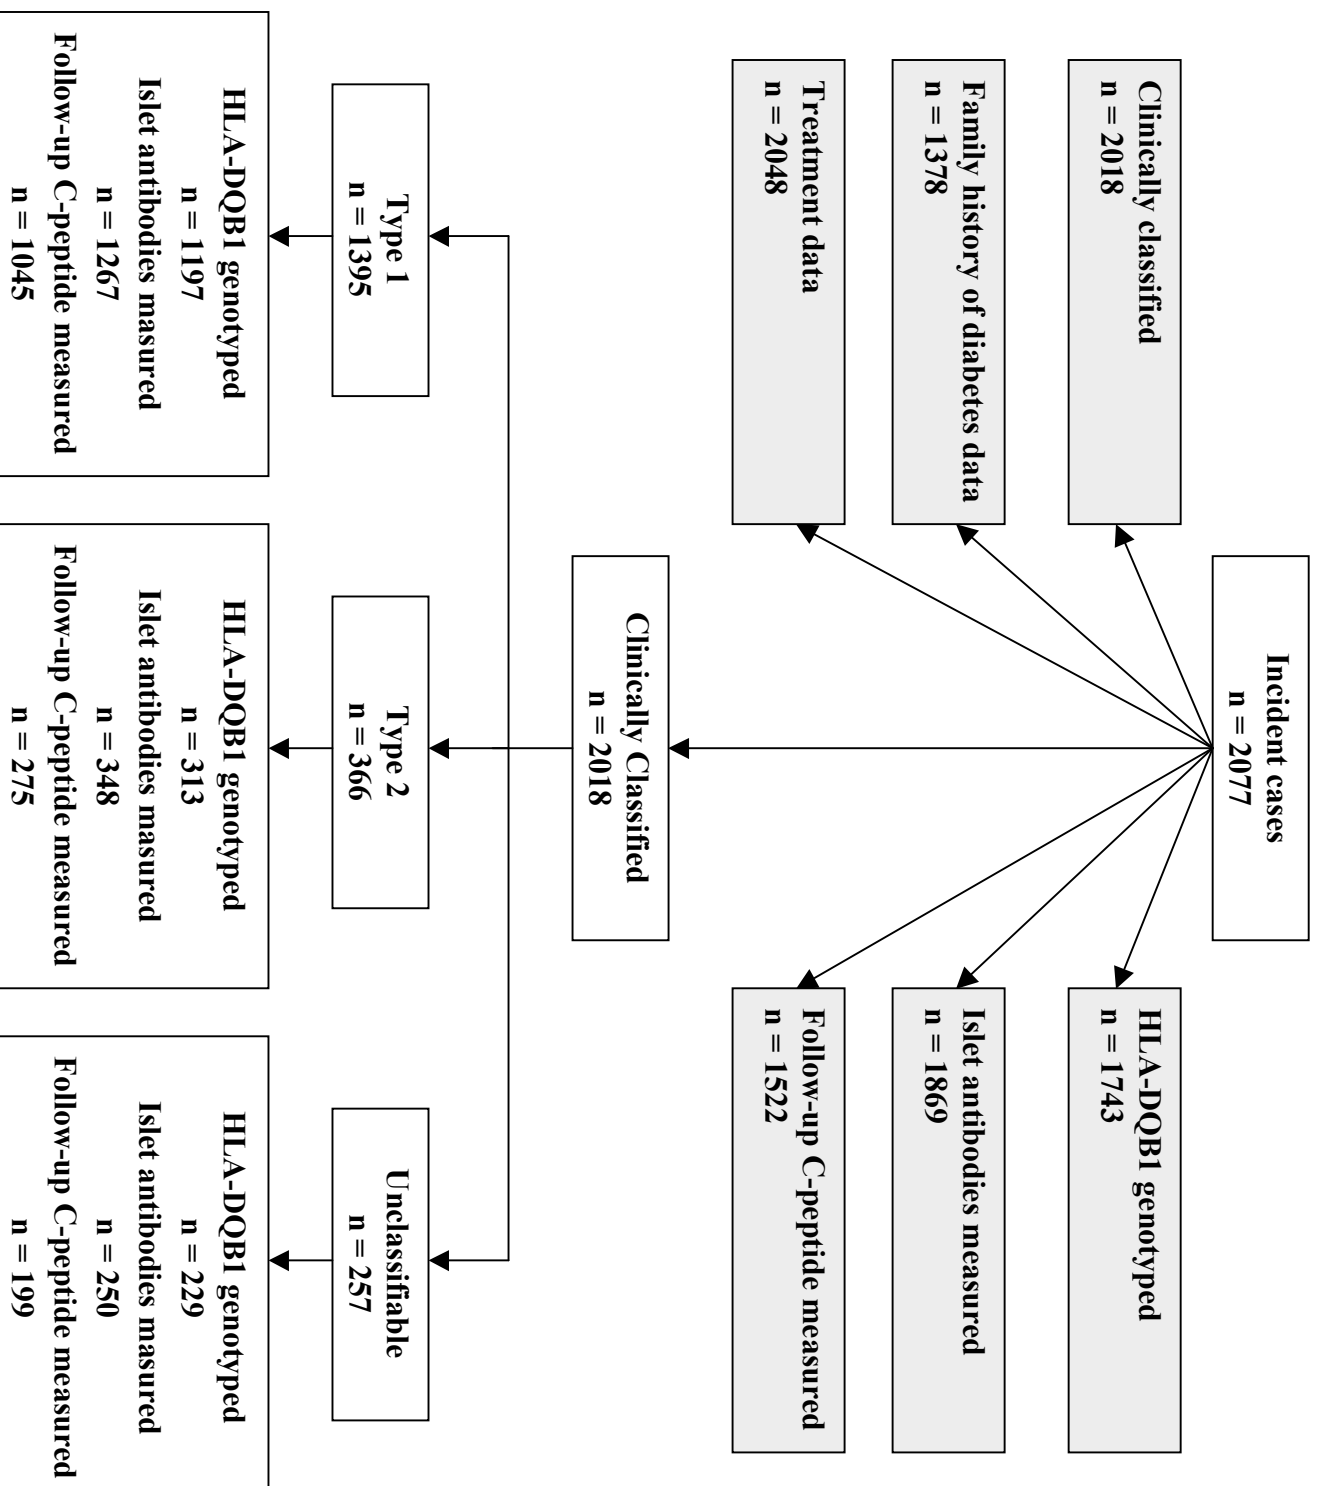 Incident cases
n = 2077
Clinically classified
n = 2018
Family history of diabetes data
n = 1378
Treatment data
n = 2048
HLA-DQB1 genotyped
n = 1743
Islet antibodies measured
n = 1869
Follow-up C-peptide measured
n = 1522
Clinically Classified
n = 2018
Type 1
n = 1395
Type 2
n = 366
Unclassifiable
n = 257
HLA-DQB1 genotyped
n = 1197
Islet antibodies masured
n = 1267
Follow-up C-peptide measured
n = 1045
HLA-DQB1 genotyped
n = 313
Islet antibodies masured
n = 348
Follow-up C-peptide measured
n = 275
HLA-DQB1 genotyped
n = 229
Islet antibodies masured
n = 250
Follow-up C-peptide measured
n = 199